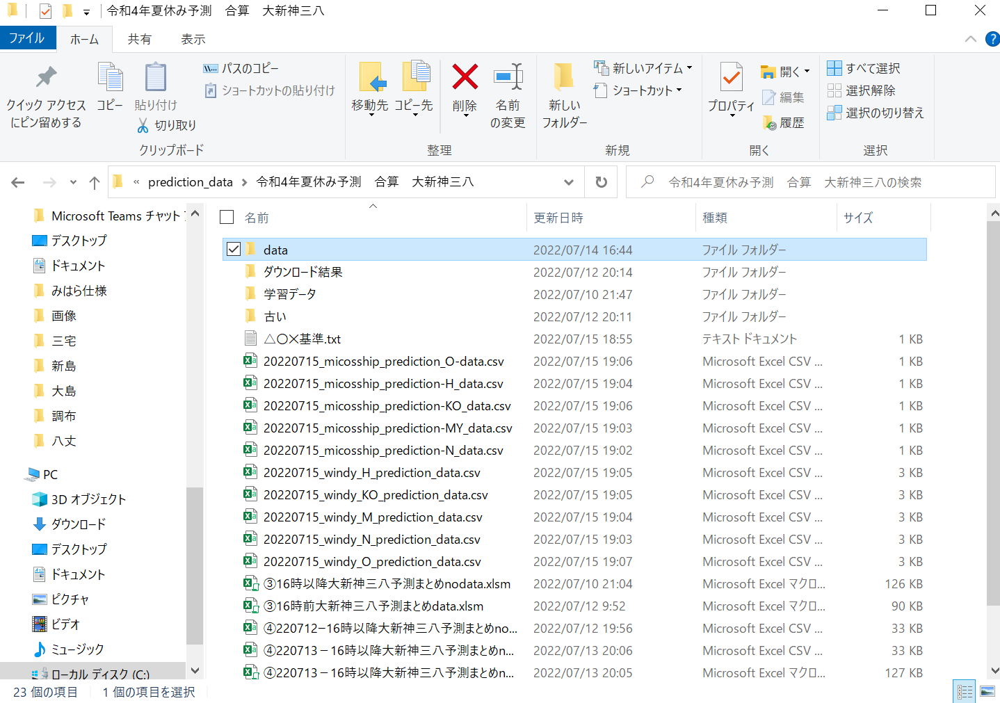 令和4年夏休み予測　合算　大新神三八
ファイル ホーム 共有 表示
クイック アクセス
にピン留めする
コピー
貼り付け
パスのコピー
ショートカットの貼り付け
切り取り
クリップボード
移動先
コピー先
削除
名前
の変更
整理
新しい
フォルダー
新しいアイテム
ショートカット
新規
プロパティ
開く
編集
履歴
開く
すべて選択
選択解除
選択の切り替え
選択
« prediction_data > 令和4年夏休み予測　合算　大新神三八
令和4年夏休み予測　合算　大新神三八の検索
Microsoft Teams チャット
デスクトップ
ドキュメント
みはら仕様
画像
三宅
新島
大島
調布
八丈
PC
3D オブジェクト
ダウンロード
デスクトップ
ドキュメント
ピクチャ
ビデオ
ミュージック
ローカル ディスク (C:)
名前 更新日時 種類 サイズ
data 2022/07/14 16:44 ファイル フォルダー
ダウンロード結果 2022/07/12 20:14 ファイル フォルダー
学習データ 2022/07/10 21:47 ファイル フォルダー
古い 2022/07/12 20:11 ファイル フォルダー
△〇✕基準.txt 2022/07/15 18:55 テキスト ドキュメント 1 KB
20220715_micosship_prediction_O-data.csv 2022/07/15 19:06 Microsoft Excel CSV ... 1 KB
20220715_micosship_prediction-H_data.csv 2022/07/15 19:04 Microsoft Excel CSV ... 1 KB
20220715_micosship_prediction-KO_data.csv 2022/07/15 19:06 Microsoft Excel CSV ... 1 KB
20220715_micosship_prediction-MY_data.csv 2022/07/15 19:03 Microsoft Excel CSV ... 1 KB
20220715_micosship_prediction-N_data.csv 2022/07/15 19:02 Microsoft Excel CSV ... 1 KB
20220715_windy_H_prediction_data.csv 2022/07/15 19:05 Microsoft Excel CSV ... 3 KB
20220715_windy_KO_prediction_data.csv 2022/07/15 19:05 Microsoft Excel CSV ... 3 KB
20220715_windy_M_prediction_data.csv 2022/07/15 19:04 Microsoft Excel CSV ... 3 KB
20220715_windy_N_prediction_data.csv 2022/07/15 19:03 Microsoft Excel CSV ... 3 KB
20220715_windy_O_prediction_data.csv 2022/07/15 19:07 Microsoft Excel CSV ... 3 KB
③16時以降大新神三八予測まとめnodata.xlsm 2022/07/10 21:04 Microsoft Excel マクロ... 126 KB
③16時前大新神三八予測まとめdata.xlsm 2022/07/12 9:52 Microsoft Excel マクロ... 90 KB
④220712−16時以降大新神三八予測まとめno... 2022/07/12 19:56 Microsoft Excel CSV ... 33 KB
④220713－16時以降大新神三八予測まとめn... 2022/07/13 20:06 Microsoft Excel CSV ... 33 KB
④220713－16時以降大新神三八予測まとめn... 2022/07/13 20:05 Microsoft Excel マクロ... 127 KB
23 個の項目 1 個の項目を選択